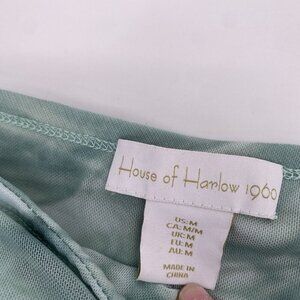 House of Harlow 1960
US: M
CA: M/M
UK: M
EU: M
AU: M
MADE IN
CHINA